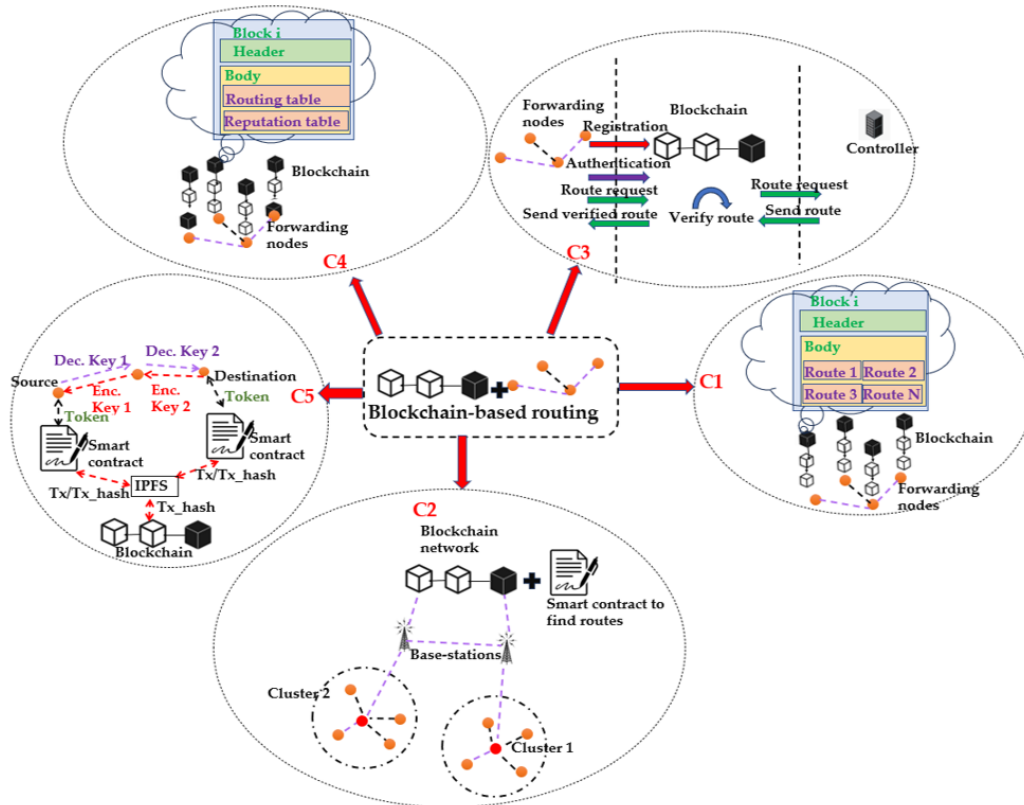 Block i
Header
Body
Routing table
Reputation table
Blockchain
Forwarding
nodes
C4
Forwarding
nodes
Registration
Blockchain
Controller
Authentication
Route request
Send verified route
Verify route
Route request
Send route
C3
Block i
Header
Body
Route 1
Route 2
Route 3
Route N
Blockchain
Forwarding
nodes
C1
Blockchain-based routing
Dec. Key 1
Dec. Key 2
Source
Enc.
Key 1
Enc.
Key 2
Destination
C5
Token
Token
Smart
contract
Smart
contract
Tx/Tx_hash
IPFS
Tx/Tx_hash
Tx_hash
Blockchain
C2
Blockchain
network
Smart contract to
find routes
Base-stations
Cluster 2
Cluster 1